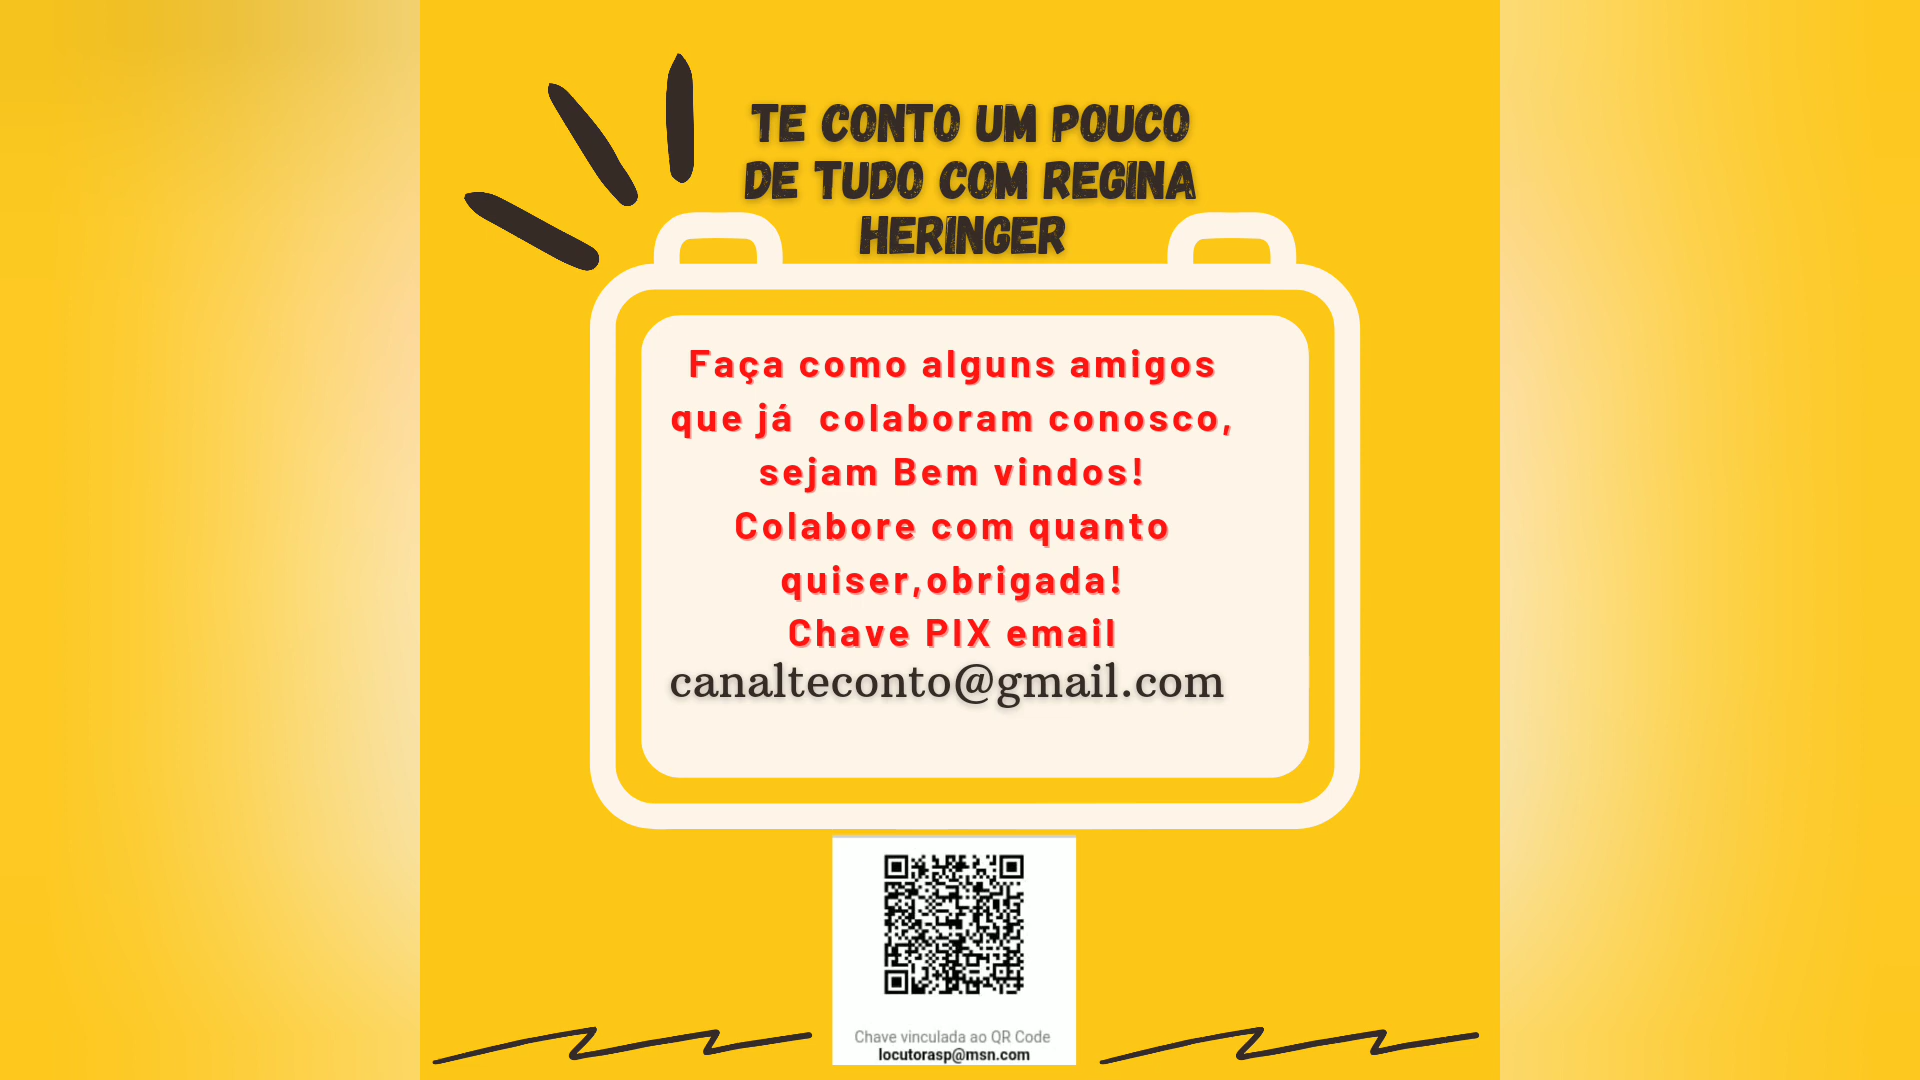 TE CONTO UM POUCO
DE TUDO COM REGINA
HERINGER
Faça como alguns amigos
que já colaboram conosco,
sejam Bem vindos!
Colabore com quanto
quiser,obrigada!
Chave PIX email
canalteconto@gmail.com
Chave vinculada ao QR Code
locutorasp@msn.com